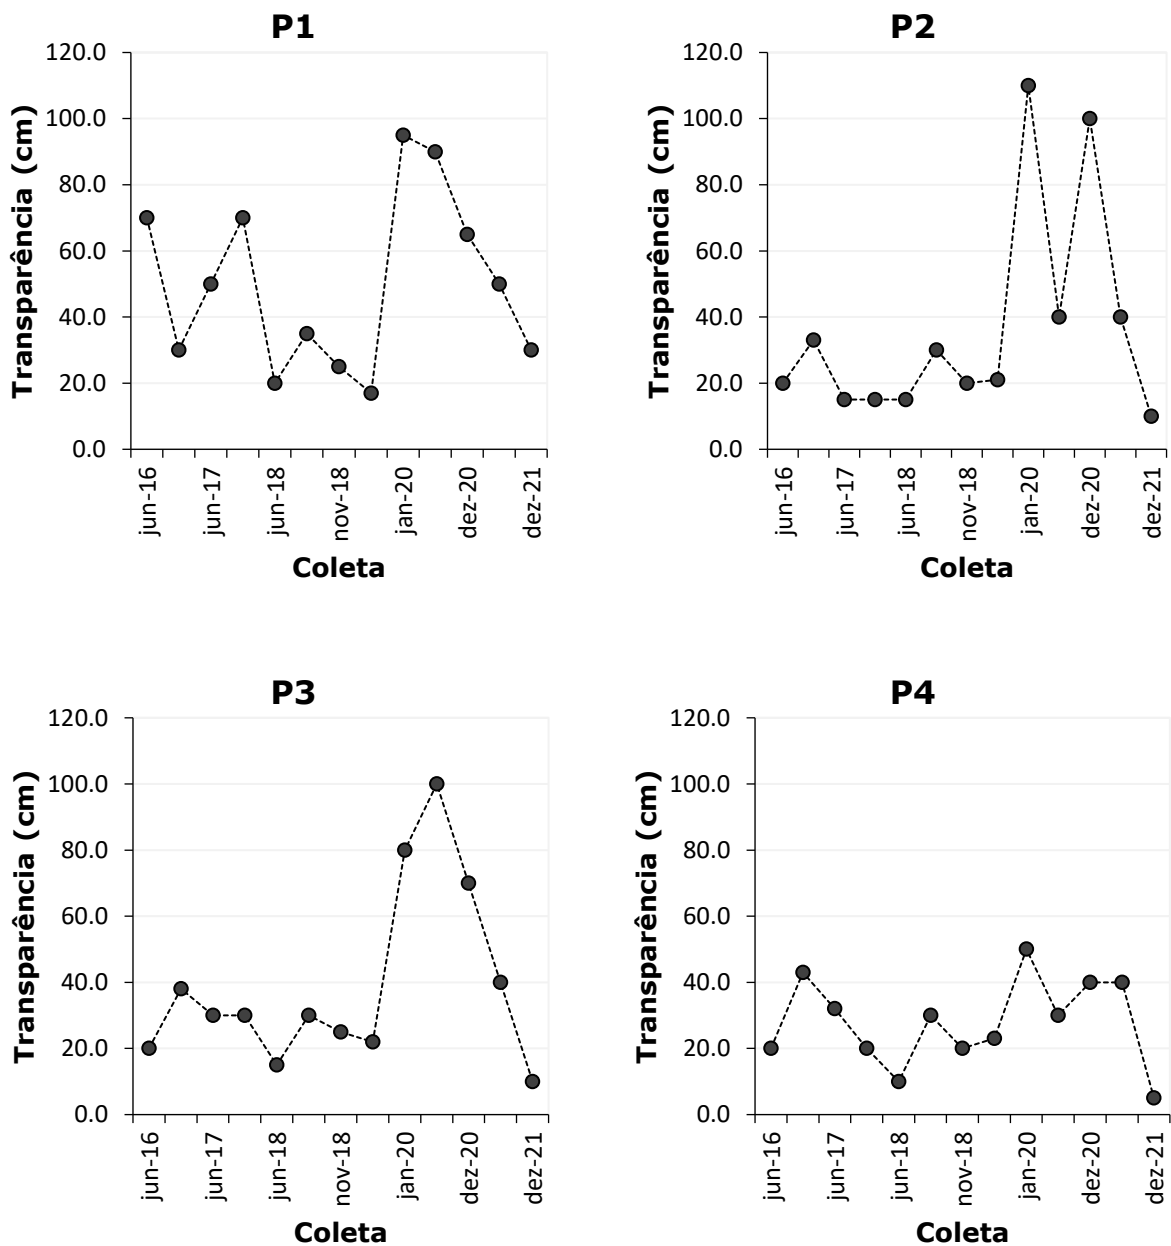 P1
Transparência (cm)
120.0
100.0
80.0
60.0
40.0
20.0
0.0
jun-16
jun-17
jun-18
nov-18
jan-20
dez-20
dez-21
Coleta
P2
Transparência (cm)
120.0
100.0
80.0
60.0
40.0
20.0
0.0
jun-16
jun-17
jun-18
nov-18
jan-20
dez-20
dez-21
Coleta
P3
Transparência (cm)
120.0
100.0
80.0
60.0
40.0
20.0
0.0
jun-16
jun-17
jun-18
nov-18
jan-20
dez-20
dez-21
Coleta
P4
Transparência (cm)
120.0
100.0
80.0
60.0
40.0
20.0
0.0
jun-16
jun-17
jun-18
nov-18
jan-20
dez-20
dez-21
Coleta